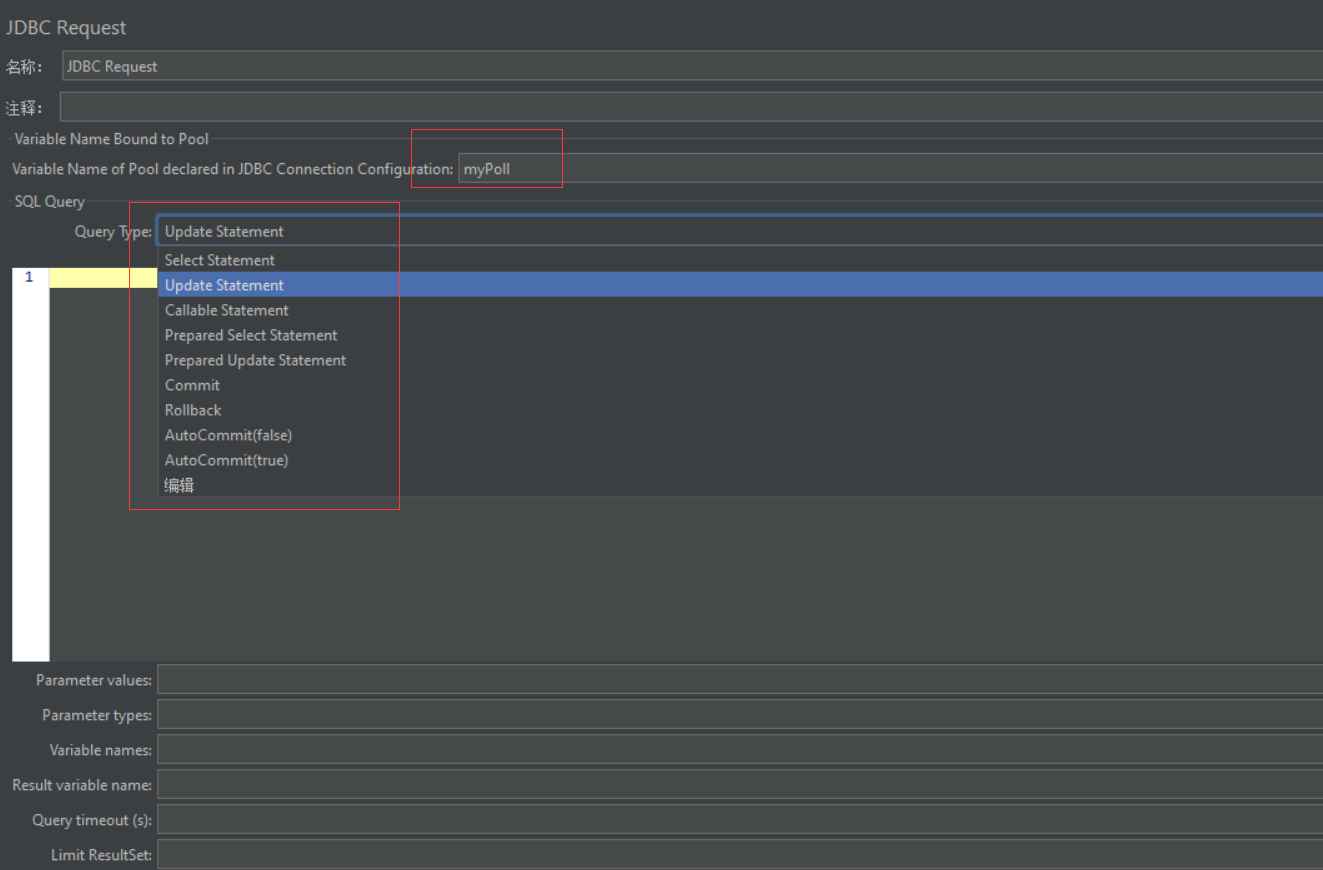 JDBC Request
名称： JDBC Request
注释：
Variable Name Bound to Pool
Variable Name of Pool declared in JDBC Connection Configuration: myPoll
SQL Query
Query Type: Update Statement
Select Statement
1
Update Statement
Callable Statement
Prepared Select Statement
Prepared Update Statement
Commit
Rollback
AutoCommit(false)
AutoCommit(true)
编辑
Parameter values:
Parameter types:
Variable names:
Result variable name:
Query timeout (s):
Limit ResultSet: